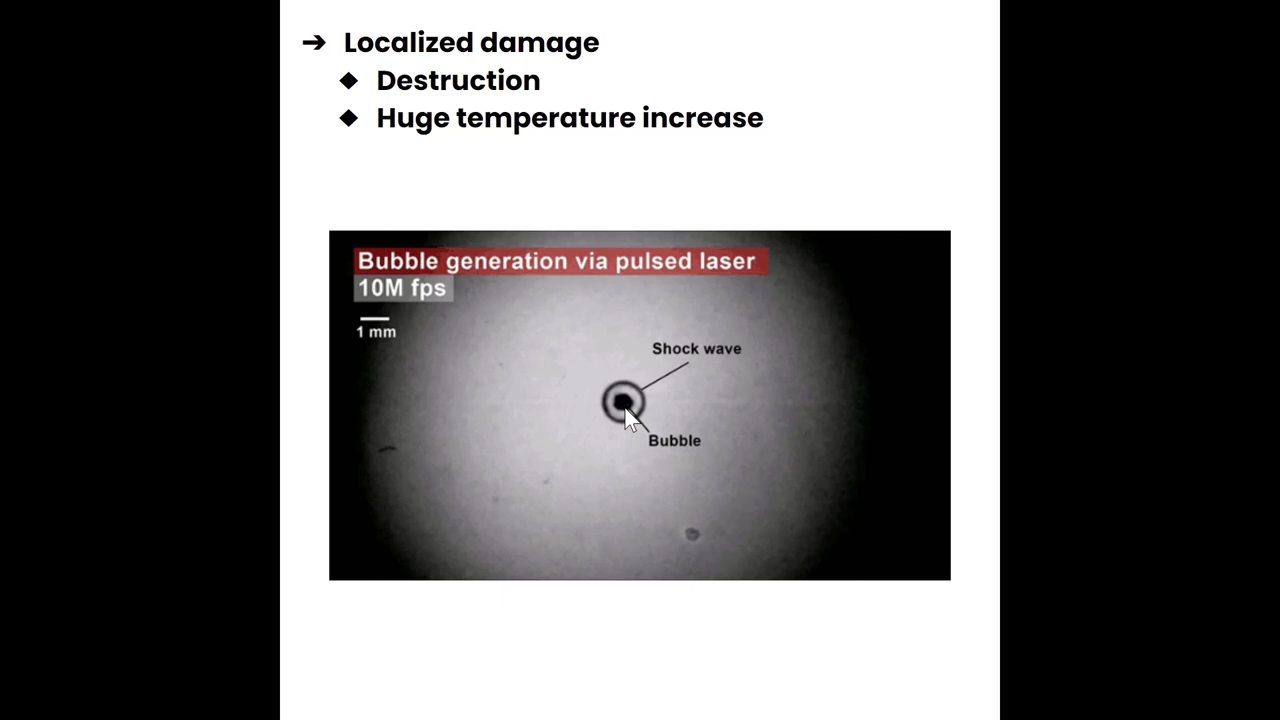 ➔ Localized damage
◆ Destruction
◆ Huge temperature increase
Bubble generation via pulsed laser
10M fps
1 mm
Shock wave
Bubble